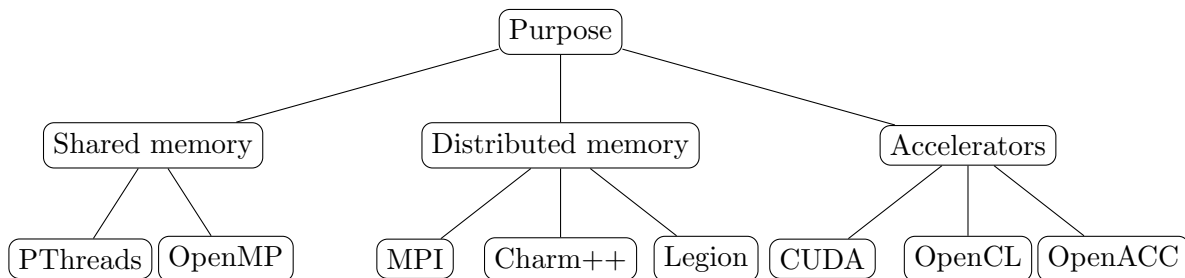 Purpose
Shared memory
Distributed memory
Accelerators
PThreads
OpenMP
MPI
Charm++
Legion
CUDA
OpenCL
OpenACC